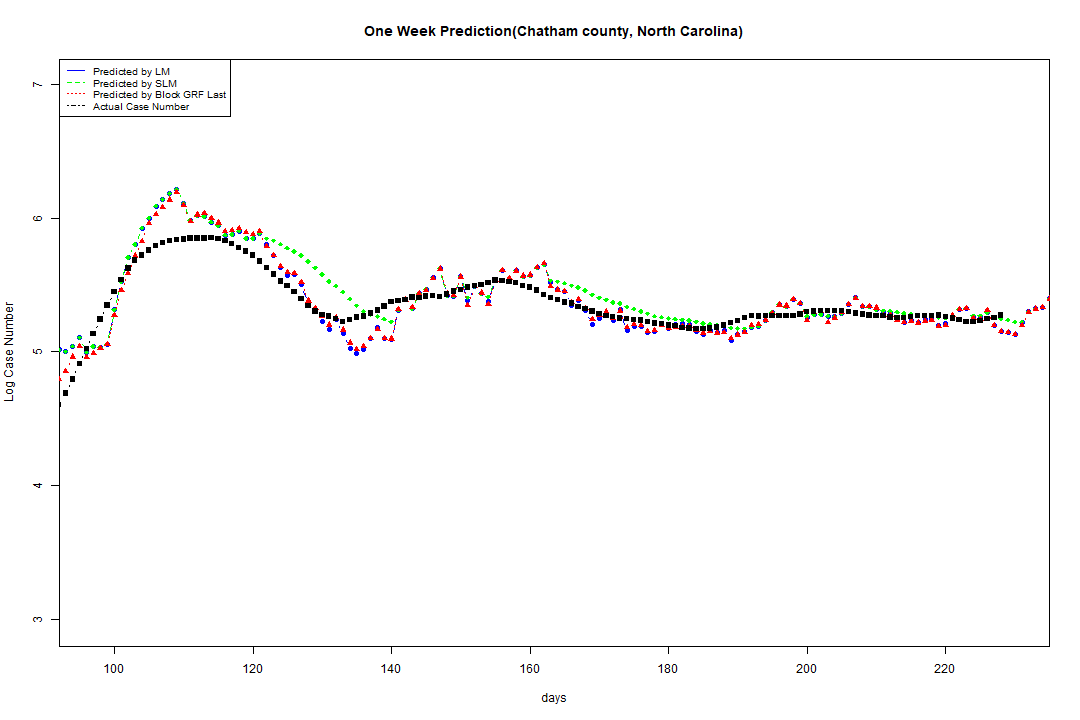 One Week Prediction(Chatham county, North Carolina)
Predicted by LM
Predicted by SLM
Predicted by Block GRF Last
Actual Case Number
7
6
5
4
3
Log Case Number
100 120 140 160 180 200 220
days